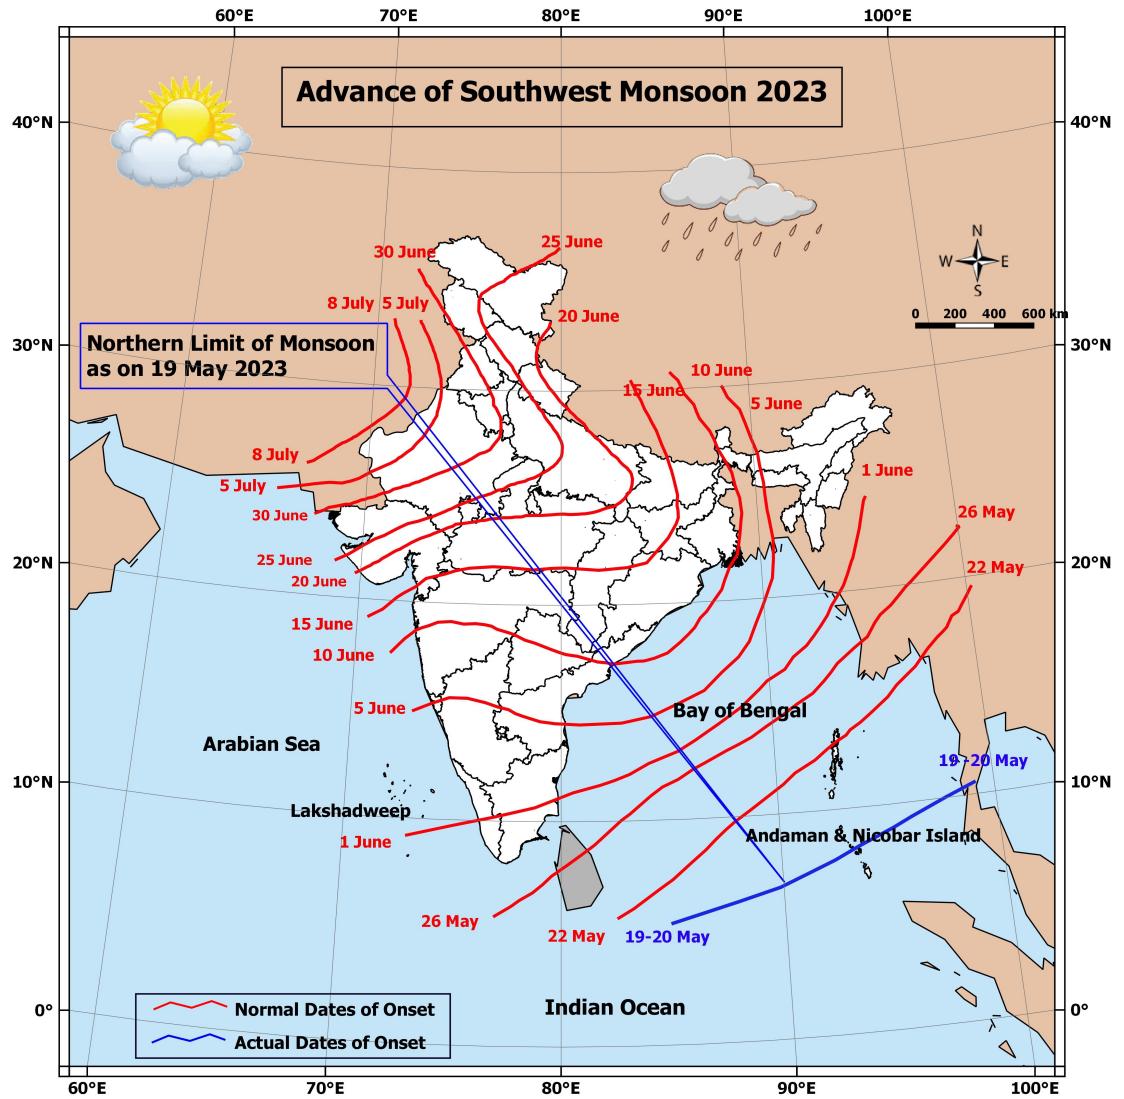 60°E 70°E 80°E 90°E 100°E
Advance of Southwest Monsoon 2023
40°N 40°N
N
W E
S
25 June
30 June
8 July 5 July
20 June
0 200 400 600 km
Northern Limit of Monsoon
as on 19 May 2023
30°N 30°N
10 June
15 June
5 June
8 July
1 June
5 July
30 June
26 May
25 June
20°N 20°N
22 May
20 June
15 June
10 June
5 June
Bay of Bengal
Arabian Sea
19-20 May
10°N 10°N
Lakshadweep
1 June
Andaman & Nicobar Island
26 May
22 May 19-20 May
Indian Ocean
0° 0°
Normal Dates of Onset
Actual Dates of Onset
60°E 70°E 80°E 90°E 100°E